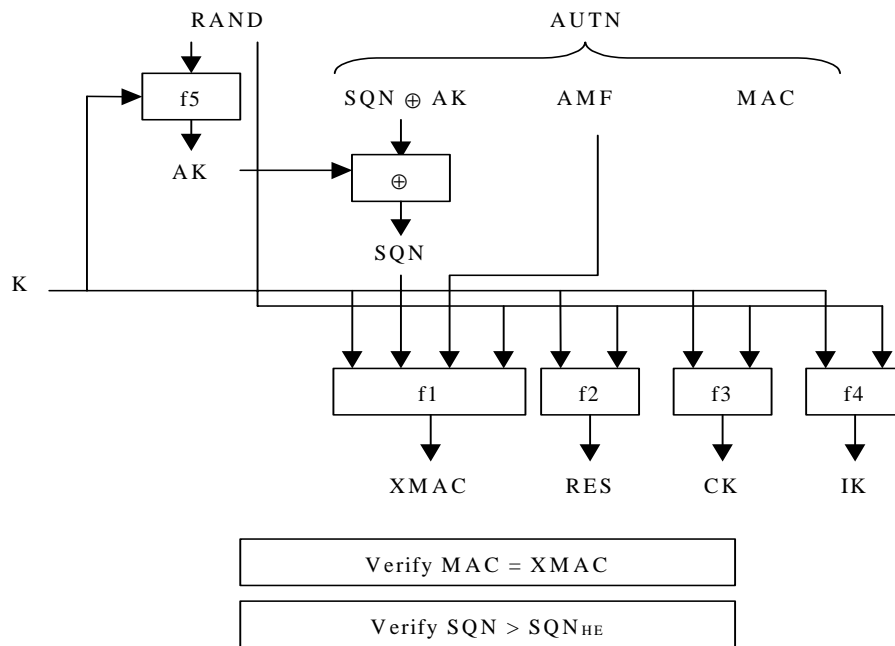 RAND
AUTN
f5
SQN ⊕ AK
AMF
MAC
AK
⊕
SQN
K
f1
f2
f3
f4
XMAC
RES
CK
IK
Verify MAC = XMAC
Verify SQN > SQNHE